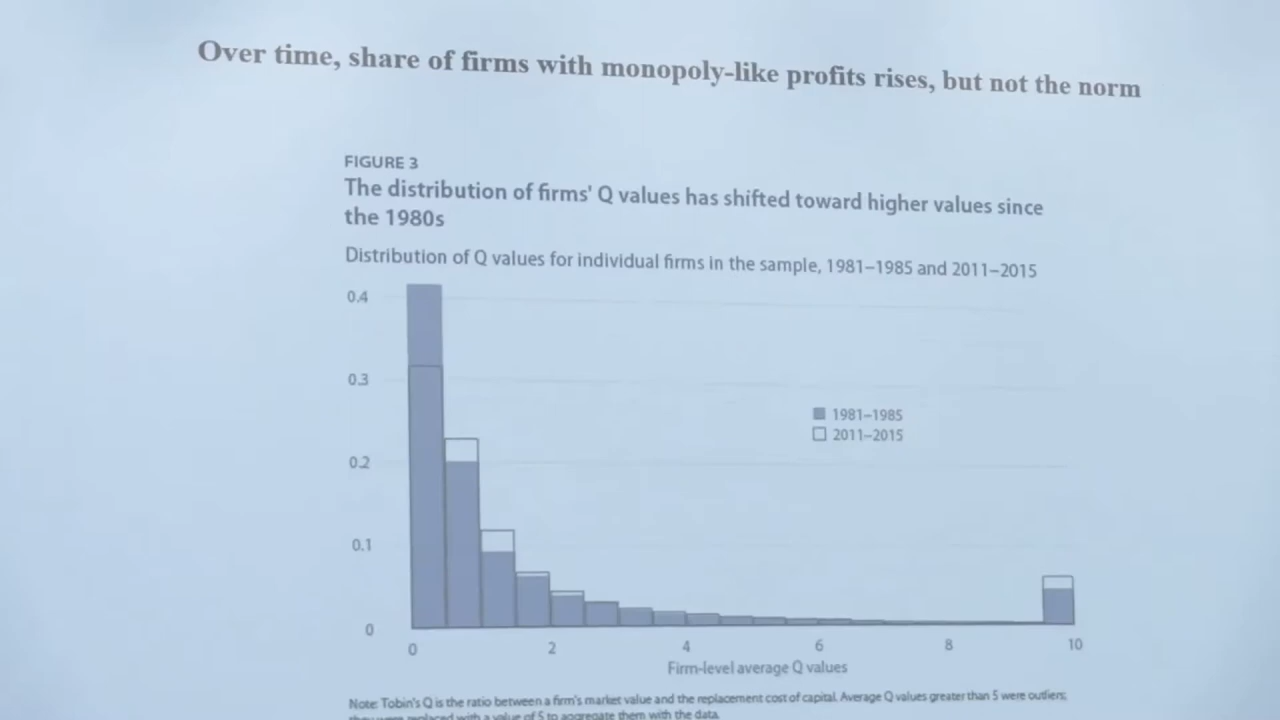 Over time, share of firms with monopoly-like profits rises, but not the norm
FIGURE 3
The distribution of firms' Q values has shifted toward higher values since
the 1980s
Distribution of Q values for individual firms in the sample, 1981–1985 and 2011–2015
0.4
0.3
0.2
0.1
0
1981–1985
2011–2015
0
2
4
6
8
10
Firm-level average Q values
Note: Tobin's Q is the ratio between a firm's market value and the replacement cost of capital. Average Q values greater than 5 were outliers;
they were replaced with a value of 5 to aggregate them with the data.